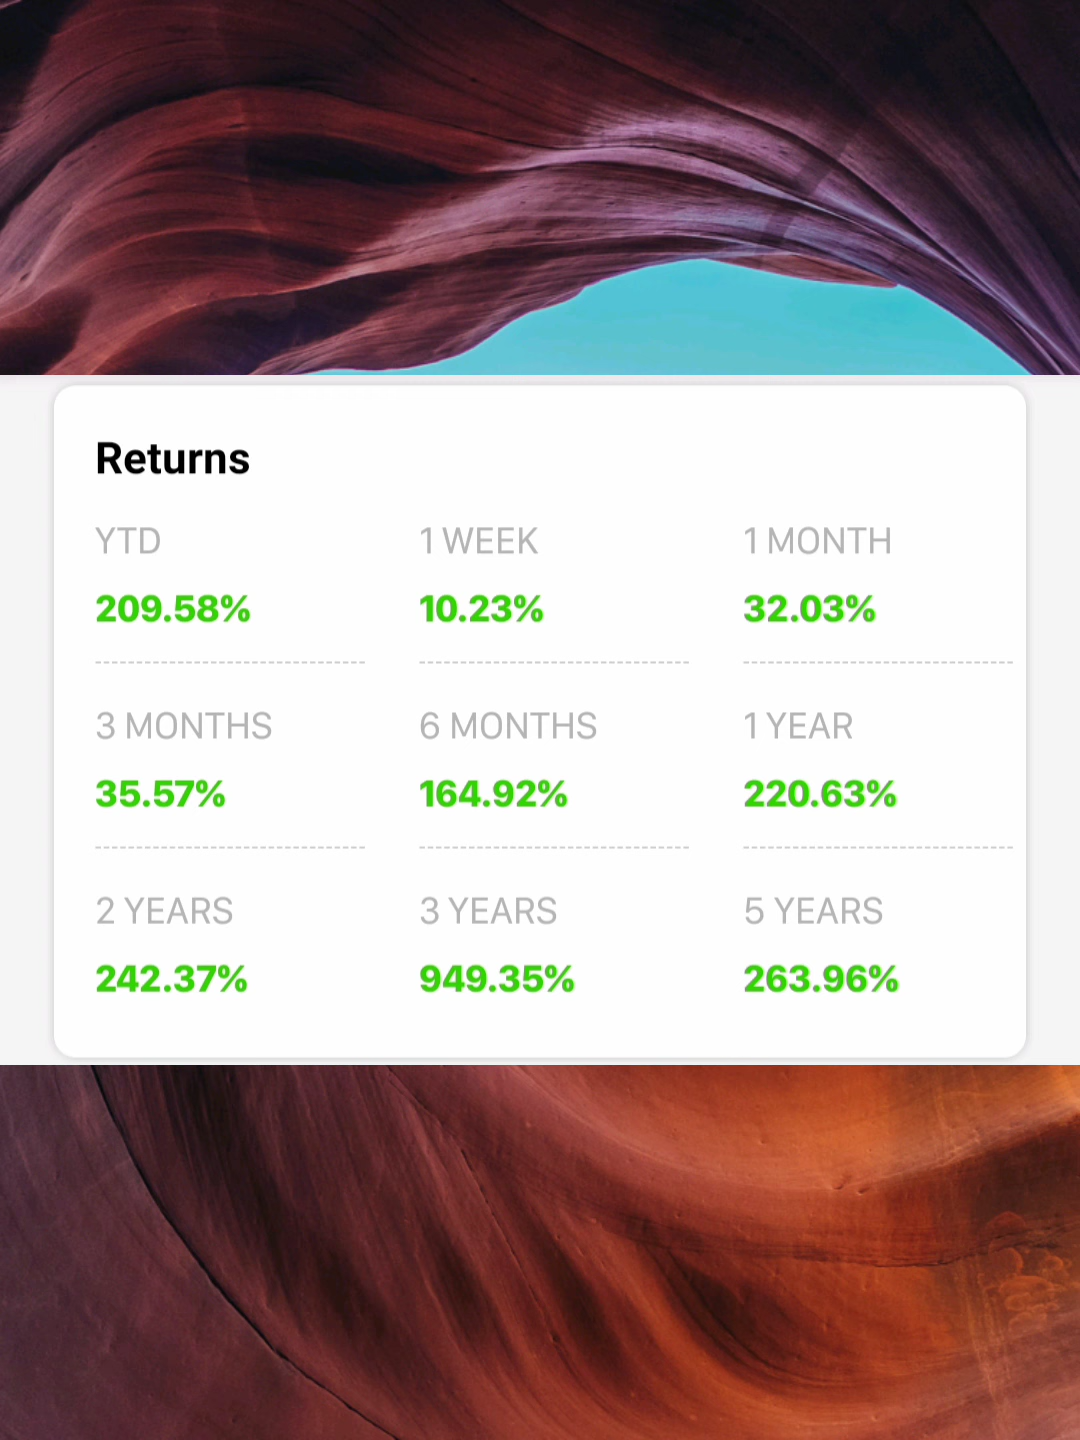 Returns
YTD 1 WEEK 1 MONTH
209.58% 10.23% 32.03%
3 MONTHS 6 MONTHS 1 YEAR
35.57% 164.92% 220.63%
2 YEARS 3 YEARS 5 YEARS
242.37% 949.35% 263.96%